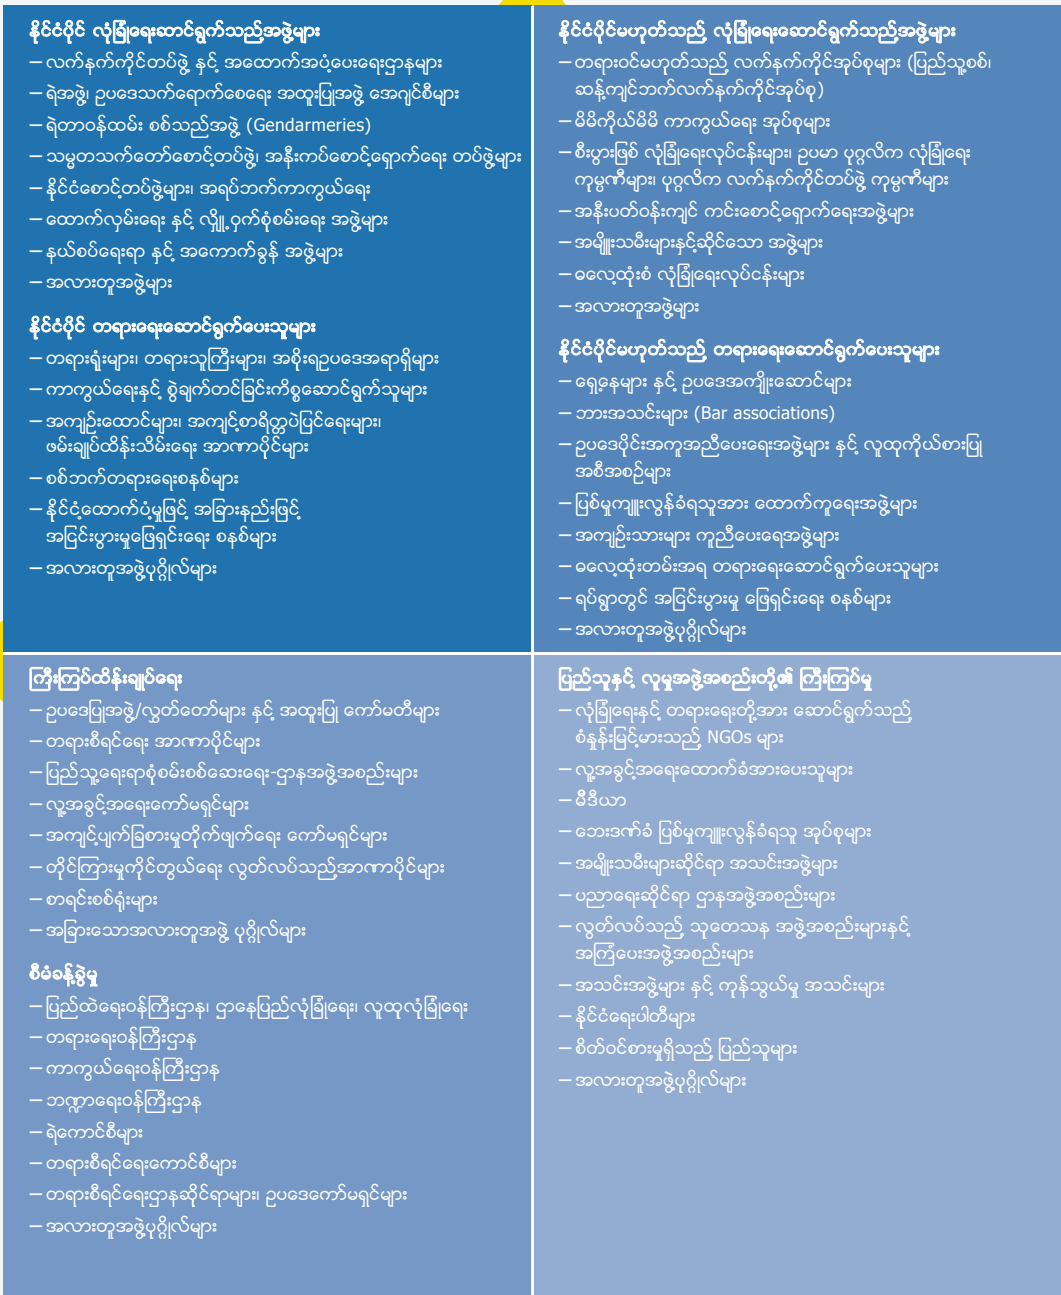 နိုင်ငံပိုင် လုံခြုံရေးဆာင်ရွက်သည့်အဖွဲ့များ
— လက်နက်ကိုင်တပ်ဖွဲ့ နှင့် အထောက်အပံ့ပေးရေးဌာနများ
— ရဲအဖွဲ့၊ ဥပဒေသက်ရောက်စေရေး အထူးပြုအဖွဲ့ အေဂျင်စီများ
— ရဲတာဝန်ထမ်း စစ်သည်အဖွဲ့ (Gendarmeries)
— သမ္မတသက်တော်စောင့်တပ်ဖွဲ့၊ အနီးကပ်စောင့်ရှောက်ရေး တပ်ဖွဲ့များ
— နိုင်ငံစောင့်တပ်ဖွဲ့များ၊ အရပ်ဘက်ကာကွယ်ရေး
— ထောက်လှမ်းရေး နှင့် လျှို့ဝှက်စုံစမ်းရေး အဖွဲ့များ
— နယ်စပ်ရေးရာ နှင့် အကောက်ခွန် အဖွဲ့များ
— အလားတူအဖွဲ့များ
နိုင်ငံပိုင် တရားရေးဆောင်ရွက်ပေးသူများ
— တရားရုံးများ၊ တရားသူကြီးများ၊ အစိုးရဥပဒေအရာရှိများ
— ကာကွယ်ရေးနှင့် စွဲချက်တင်ခြင်းကိစ္စဆောင်ရွက်သူများ
— အကျဉ်းထောင်များ၊ အကျင့်စာရိတ္တပဲပြင်ရေးများ၊
ဖမ်းချုပ်ထိန်းသိမ်းရေး အာဏာပိုင်များ
— စစ်ဘက်တရားရေးစနစ်များ
— နိုင်ငံ့ထောက်ပံ့မှုဖြင့် အခြားနည်းဖြင့်
အငြင်းပွားမှုဖြေရှင်းရေး စနစ်များ
— အလားတူအဖွဲ့ပုဂ္ဂိုလ်များ
နိုင်ငံပိုင်မဟုတ်သည့် လုံခြုံရေးဆောင်ရွက်သည့်အဖွဲ့များ
— တရားဝင်မဟုတ်သည့် လက်နက်ကိုင်အုပ်စုများ (ပြည်သူ့စစ်၊
ဆန့်ကျင်ဘက်လက်နက်ကိုင်အုပ်စု)
— မိမိကိုယ်မိမိ ကာကွယ်ရေး အုပ်စုများ
— စီးပွားဖြစ် လုံခြုံရေးလုပ်ငန်းများ၊ ဥပမာ ပုဂ္ဂလိက လုံခြုံရေး
ကုမ္ပဏီများ၊ ပုဂ္ဂလိက လက်နက်ကိုင်တပ်ဖွဲ့ ကုမ္ပဏီများ
— အနီးပတ်ဝန်းကျင် ကင်းစောင့်ရှောက်ရေးအဖွဲ့များ
— အမျိုးသမီးများနှင့်ဆိုင်သော အဖွဲ့များ
— ဓလေ့ထုံးစံ လုံခြုံရေးလုပ်ငန်းများ
— အလားတူအဖွဲ့များ
နိုင်ငံပိုင်မဟုတ်သည့် တရားရေးဆောင်ရွက်ပေးသူများ
— ရှေ့နေများ နှင့် ဥပဒေအကျိုးဆောင်များ
— ဘားအသင်းများ (Bar associations)
— ဥပဒေပိုင်းအကူအညီပေးရေးအဖွဲ့များ နှင့် လူထုကိုယ်စားပြု
အစီအစဉ်များ
— ပြစ်မှုကျူးလွန်ခံရသူအား ထောက်ကူရေးအဖွဲ့များ
— အကျဉ်းသားများ ကူညီပေးရေအဖွဲ့များ
— ဓလေ့ထုံးတမ်းအရ တရားရေးဆောင်ရွက်ပေးသူများ
— ရပ်ရွာတွင် အငြင်းပွားမှု ဖြေရှင်းရေး စနစ်များ
— အလားတူအဖွဲ့ပုဂ္ဂိုလ်များ
ကြီးကြပ်ထိန်းချုပ်ရေး
— ဥပဒေပြုအဖွဲ့/လွှတ်တော်များ နှင့် အထူးပြု ကော်မတီများ
— တရားစီရင်ရေး အာဏာပိုင်များ
— ပြည်သူ့ရေးရာစုံစမ်းစစ်ဆေးရေး-ဌာနအဖွဲ့အစည်းများ
— လူ့အခွင့်အရေးကော်မရှင်များ
— အကျင့်ပျက်ခြစားမှုတိုက်ဖျက်ရေး ကော်မရှင်များ
— တိုင်ကြားမှုကိုင်တွယ်ရေး လွတ်လပ်သည့်အာဏာပိုင်များ
— စာရင်းစစ်ရုံးများ
— အခြားသောအလားတူအဖွဲ့ ပုဂ္ဂိုလ်များ
စီမံခန့်ခွဲမှု
— ပြည်ထဲရေးဝန်ကြီးဌာန၊ ဌာနေပြည်လုံခြုံရေး၊ လူထုလုံခြုံရေး
— တရားရေးဝန်ကြီးဌာန
— ကာကွယ်ရေးဝန်ကြီးဌာန
— ဘဏ္ဍာရေးဝန်ကြီးဌာန
— ရဲကောင်စီများ
— တရားစီရင်ရေးကောင်စီများ
— တရားစီရင်ရေးဌာနဆိုင်ရာများ၊ ဥပဒေကော်မရှင်များ
— အလားတူအဖွဲ့ပုဂ္ဂိုလ်များ
ပြည်သူနှင့် လူမှုအဖွဲ့အစည်းတို့၏ ကြီးကြပ်မှု
— လုံခြုံရေးနှင့် တရားရေးတို့အား ဆောင်ရွက်သည့်
စံနှုန်းမြင့်မားသည့် NGOs များ
— လူ့အခွင့်အရေးထောက်ခံအားပေးသူများ
— မီဒီယာ
— ဘေးဒဏ်ခံ ပြစ်မှုကျူးလွန်ခံရသူ အုပ်စုများ
— အမျိုးသမီးများဆိုင်ရာ အသင်းအဖွဲ့များ
— ပညာရေးဆိုင်ရာ ဌာနအဖွဲ့အစည်းများ
— လွတ်လပ်သည့် သုတေသန အဖွဲ့အစည်းများနှင့်
အကြံပေးအဖွဲ့အစည်းများ
— အသင်းအဖွဲ့များ နှင့် ကုန်သွယ်မှု အသင်းများ
— နိုင်ငံရေးပါတီများ
— စိတ်ဝင်စားမှုရှိသည့် ပြည်သူများ
— အလားတူအဖွဲ့ပုဂ္ဂိုလ်များ